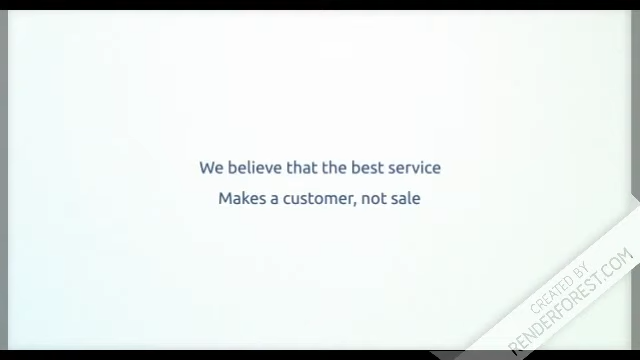 We believe that the best service
Makes a customer, not sale
CREATED BY
RENDERFOREST.COM